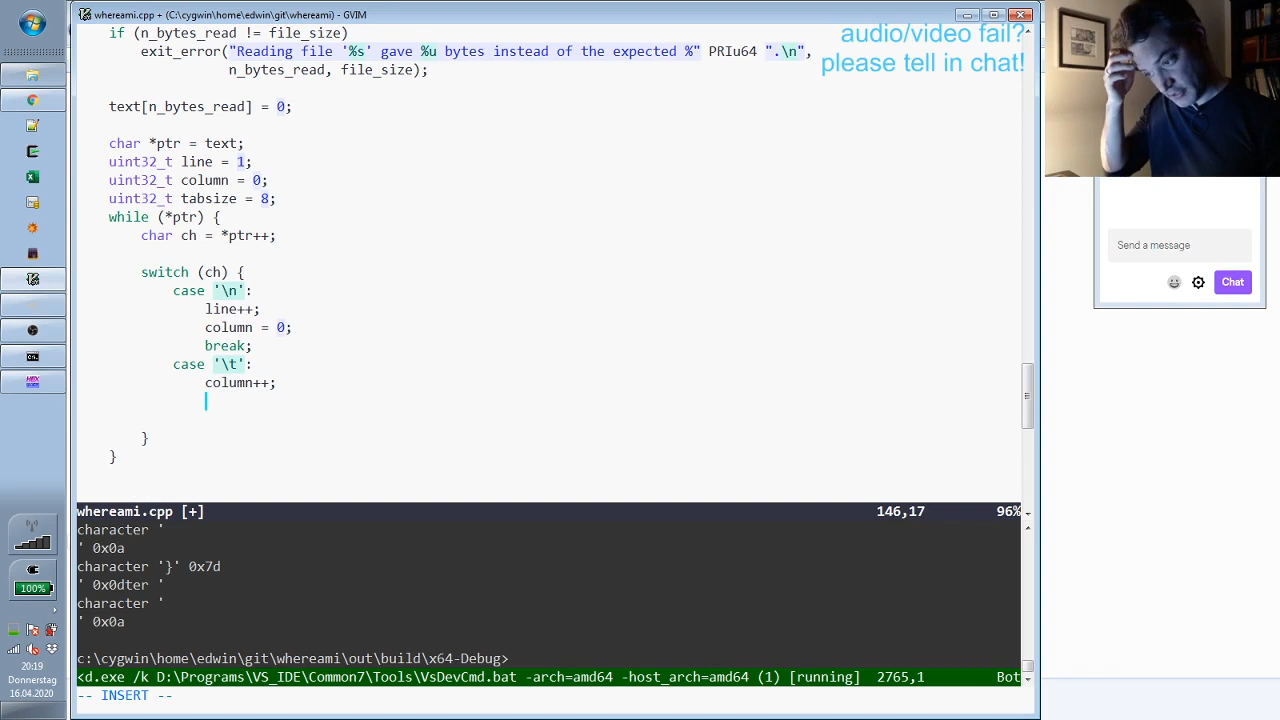 whereami.cpp + (C:\cygwin\home\edwin\git\whereami) - GVIM
if (n_bytes_read != file_size)
exit_error("Reading file '%s' gave %u bytes instead of the expected %" PRIu64 ".\n",
n_bytes_read, file_size);
text[n_bytes_read] = 0;
char *ptr = text;
uint32_t line = 1;
uint32_t column = 0;
uint32_t tabsize = 8;
while (*ptr) {
char ch = *ptr++;
switch (ch) {
case '\n':
line++;
column = 0;
break;
case '\t':
column++;
}
}
whereami.cpp [+] 146,17 96%
character '
' 0x0a
character '}' 0x7d
' 0x0dter '
character '
' 0x0a
c:\cygwin\home\edwin\git\whereami\out\build\x64-Debug>
<d.exe /k D:\Programs\VS_IDE\Common7\Tools\VsDevCmd.bat -arch=amd64 -host_arch=amd64 (1) [running] 2765,1 Bot
-- INSERT --
audio/video fail?
please tell in chat!
Send a message
Chat
HEX
100%
20:19
Donnerstag
16.04.2020